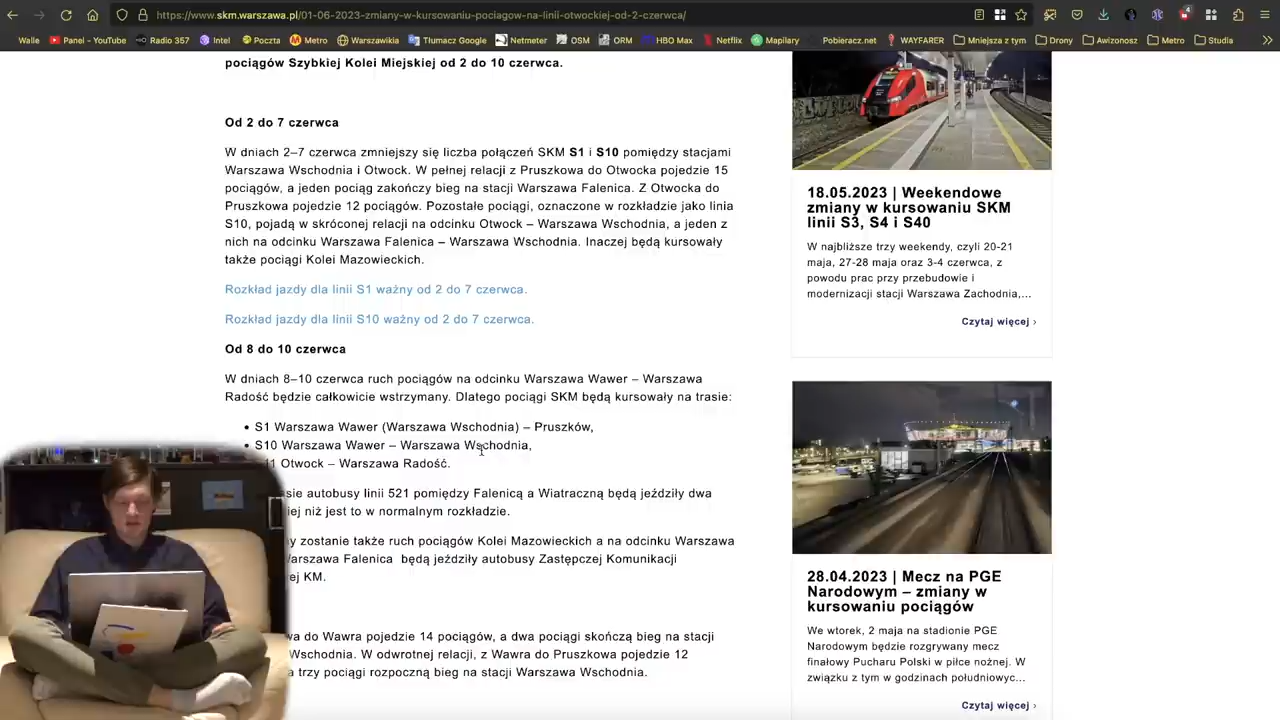 https://www.skm.warszawa.pl/01-06-2023-zmiany-w-kursowaniu-pociagow-na-linii-otwockiej-od-2-czerwca/
4
Walle Panel - YouTube Radio 357 Intel Poczta Metro Warszawikia Tłumacz Google Netmeter OSM ORM HBO Max Netflix Mapilary Pobieracz.net WAYFARER Mniejsza z tym Drony Awizonosz Metro Studia
pociągów Szybkiej Kolei Miejskiej od 2 do 10 czerwca.
Od 2 do 7 czerwca
W dniach 2–7 czerwca zmniejszy się liczba połączeń SKM S1 i S10 pomiędzy stacjami
Warszawa Wschodnia i Otwock. W pełnej relacji z Pruszkowa do Otwocka pojedzie 15
pociągów, a jeden pociąg zakończy bieg na stacji Warszawa Falenica. Z Otwocka do
Pruszkowa pojedzie 12 pociągów. Pozostałe pociągi, oznaczone w rozkładzie jako linia
S10, pojadą w skróconej relacji na odcinku Otwock – Warszawa Wschodnia, a jeden z
nich na odcinku Warszawa Falenica – Warszawa Wschodnia. Inaczej będą kursowały
także pociągi Kolei Mazowieckich.
Rozkład jazdy dla linii S1 ważny od 2 do 7 czerwca.
Rozkład jazdy dla linii S10 ważny od 2 do 7 czerwca.
Od 8 do 10 czerwca
W dniach 8–10 czerwca ruch pociągów na odcinku Warszawa Wawer – Warszawa
Radość będzie całkowicie wstrzymany. Dlatego pociągi SKM będą kursowały na trasie:
• S1 Warszawa Wawer (Warszawa Wschodnia) – Pruszków,
• S10 Warszawa Wawer – Warszawa Wschodnia,
Otwock – Warszawa Radość.
autobusy linii 521 pomiędzy Falenicą a Wiatraczną będą jeździły dwa
niż jest to w normalnym rozkładzie.
zostanie także ruch pociągów Kolei Mazowieckich a na odcinku Warszawa
Warszawa Falenica będą jeździły autobusy Zastępczej Komunikacji
KM.
do Wawra pojedzie 14 pociągów, a dwa pociągi skończą bieg na stacji
Wschodnia. W odwrotnej relacji, z Wawra do Pruszkowa pojedzie 12
a trzy pociągi rozpoczną bieg na stacji Warszawa Wschodnia.
18.05.2023 | Weekendowe
zmiany w kursowaniu SKM
linii S3, S4 i S40
W najbliższe trzy weekendy, czyli 20-21
maja, 27-28 maja oraz 3-4 czerwca, z
powodu prac przy przebudowie i
modernizacji stacji Warszawa Zachodnia,...
Czytaj więcej ›
28.04.2023 | Mecz na PGE
Narodowym – zmiany w
kursowaniu pociągów
We wtorek, 2 maja na stadionie PGE
Narodowym będzie rozgrywany mecz
finałowy Pucharu Polski w piłce nożnej. W
związku z tym w godzinach południowyc...
Czytaj więcej ›